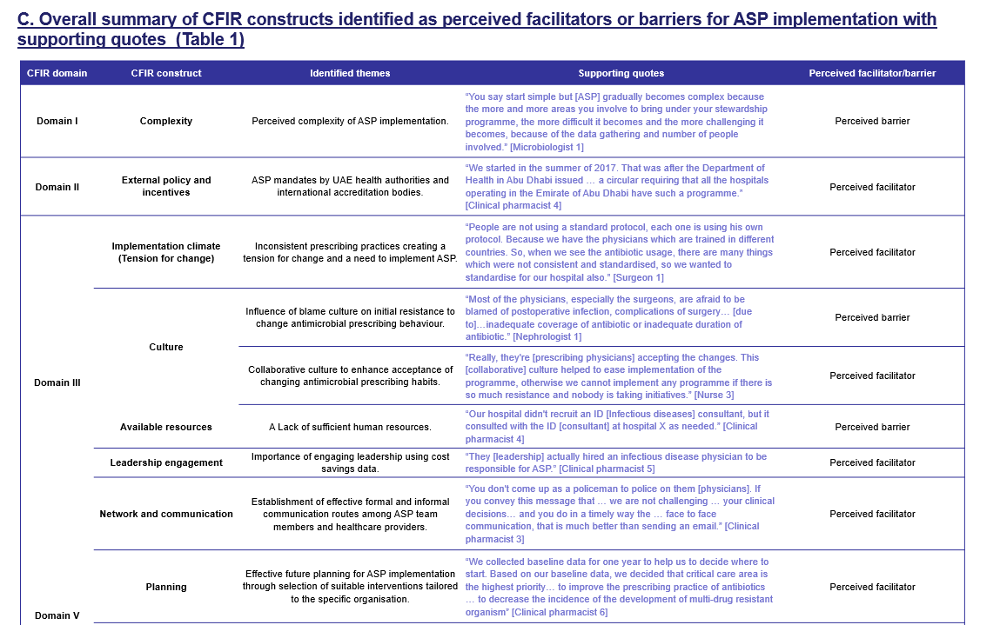 C. Overall summary of CFIR constructs identified as perceived facilitators or barriers for ASP implementation with
supporting quotes (Table 1)
CFIR domain CFIR construct Identified themes Supporting quotes Perceived facilitator/barrier
Domain I
Complexity
Perceived complexity of ASP implementation.
“You say start simple but [ASP] gradually becomes complex because
the more and more areas you involve to bring under your stewardship
programme, the more difficult it becomes and the more challenging it
becomes, because of the data gathering and number of people
involved.” [Microbiologist 1]
Perceived barrier
Domain II
External policy and
incentives
ASP mandates by UAE health authorities and
international accreditation bodies.
“We started in the summer of 2017. That was after the Department of
Health in Abu Dhabi issued … a circular requiring that all the hospitals
operating in the Emirate of Abu Dhabi have such a programme.”
[Clinical pharmacist 4]
Perceived facilitator
Domain III
Implementation climate
(Tension for change)
Inconsistent prescribing practices creating a
tension for change and a need to implement ASP.
“People are not using a standard protocol, each one is using his own
protocol. Because we have the physicians which are trained in different
countries. So, when we see the antibiotic usage, there are many things
which were not consistent and standardised, so we wanted to
standardise for our hospital also.” [Surgeon 1]
Perceived facilitator
Culture
Influence of blame culture on initial resistance to
change antimicrobial prescribing behaviour.
“Most of the physicians, especially the surgeons, are afraid to be
blamed of postoperative infection, complications of surgery… [due
to]…inadequate coverage of antibiotic or inadequate duration of
antibiotic.” [Nephrologist 1]
Perceived barrier
Collaborative culture to enhance acceptance of
changing antimicrobial prescribing habits.
“Really, they're [prescribing physicians] accepting the changes. This
[collaborative] culture helped to ease implementation of the
programme, otherwise we cannot implement any programme if there is
so much resistance and nobody is taking initiatives.” [Nurse 3]
Perceived facilitator
Available resources
A Lack of sufficient human resources.
“Our hospital didn't recruit an ID [Infectious diseases] consultant, but it
consulted with the ID [consultant] at hospital X as needed.” [Clinical
pharmacist 4]
Perceived barrier
Leadership engagement
Importance of engaging leadership using cost
savings data.
“They [leadership] actually hired an infectious disease physician to be
responsible for ASP.” [Clinical pharmacist 5]
Perceived facilitator
Network and communication
Establishment of effective formal and informal
communication routes among ASP team
members and healthcare providers.
“You don't come up as a policeman to police on them [physicians]. If
you convey this message that … we are not challenging … your clinical
decisions… and you do in a timely way the … face to face
communication, that is much better than sending an email.” [Clinical
pharmacist 3]
Perceived facilitator
Domain V
Planning
Effective future planning for ASP implementation
through selection of suitable interventions tailored
to the specific organisation.
“We collected baseline data for one year to help us to decide where to
start. Based on our baseline data, we decided that critical care area is
the highest priority… to improve the prescribing practice of antibiotics
… to decrease the incidence of the development of multi-drug resistant
organism” [Clinical pharmacist 6]
Perceived facilitator